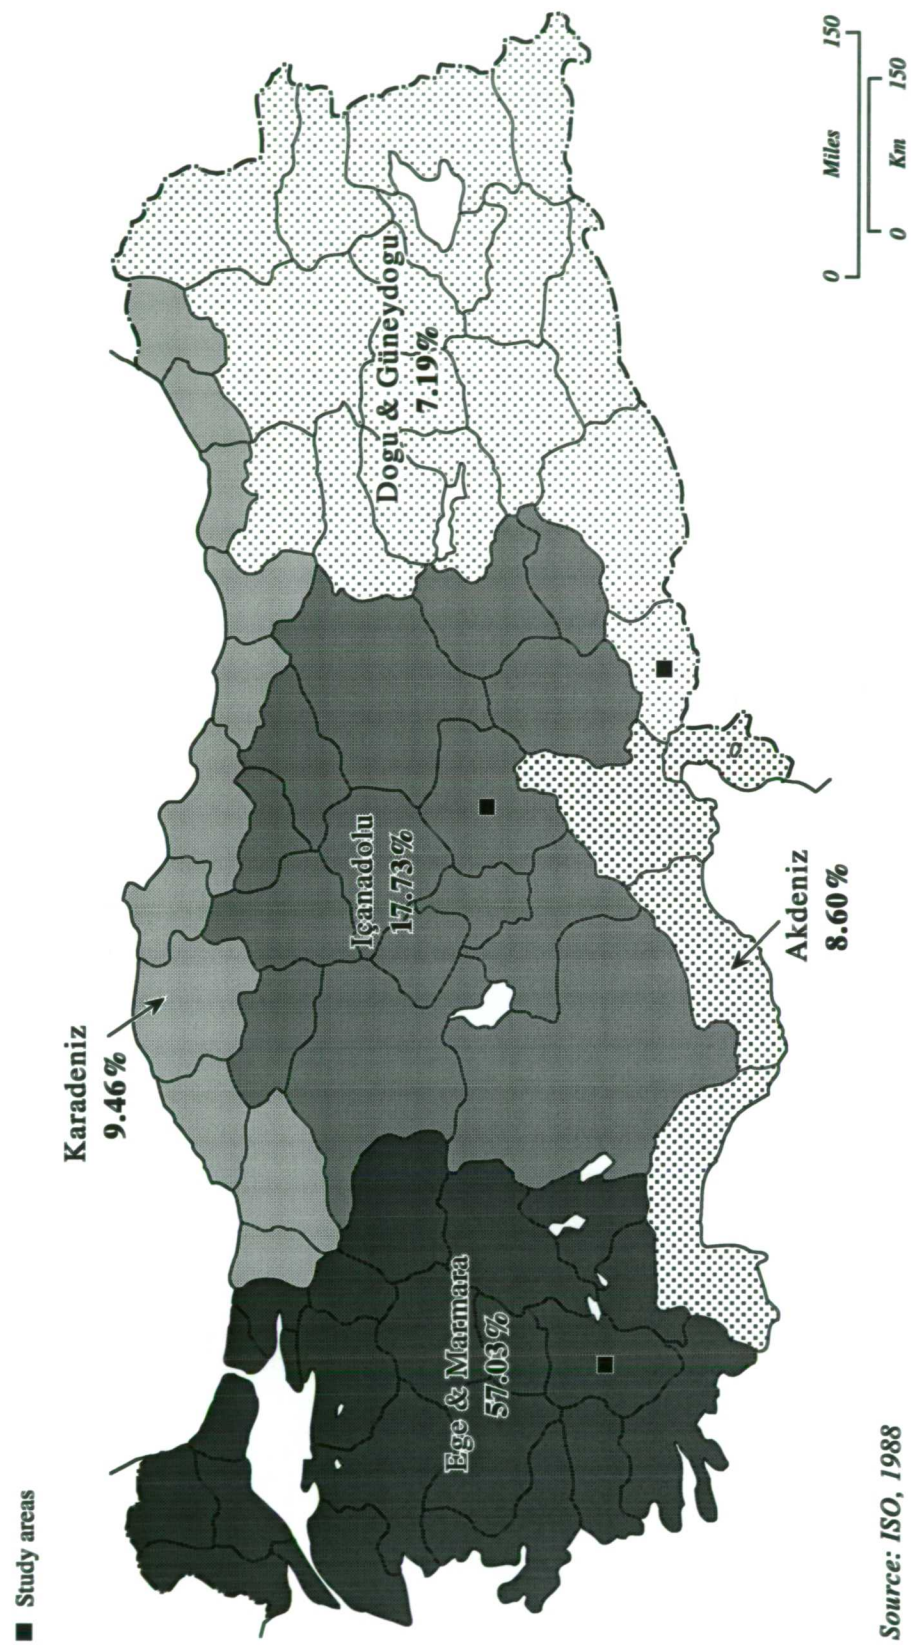 ■ Study areas
Karadeniz
9.46%
Ege & Marmara
57.03%
Içanadolu
17.73%
Dogu & Güneydogu
7.19%
Akdeniz
8.60%
Miles
0 150
0 150
Km
Source: ISO, 1988